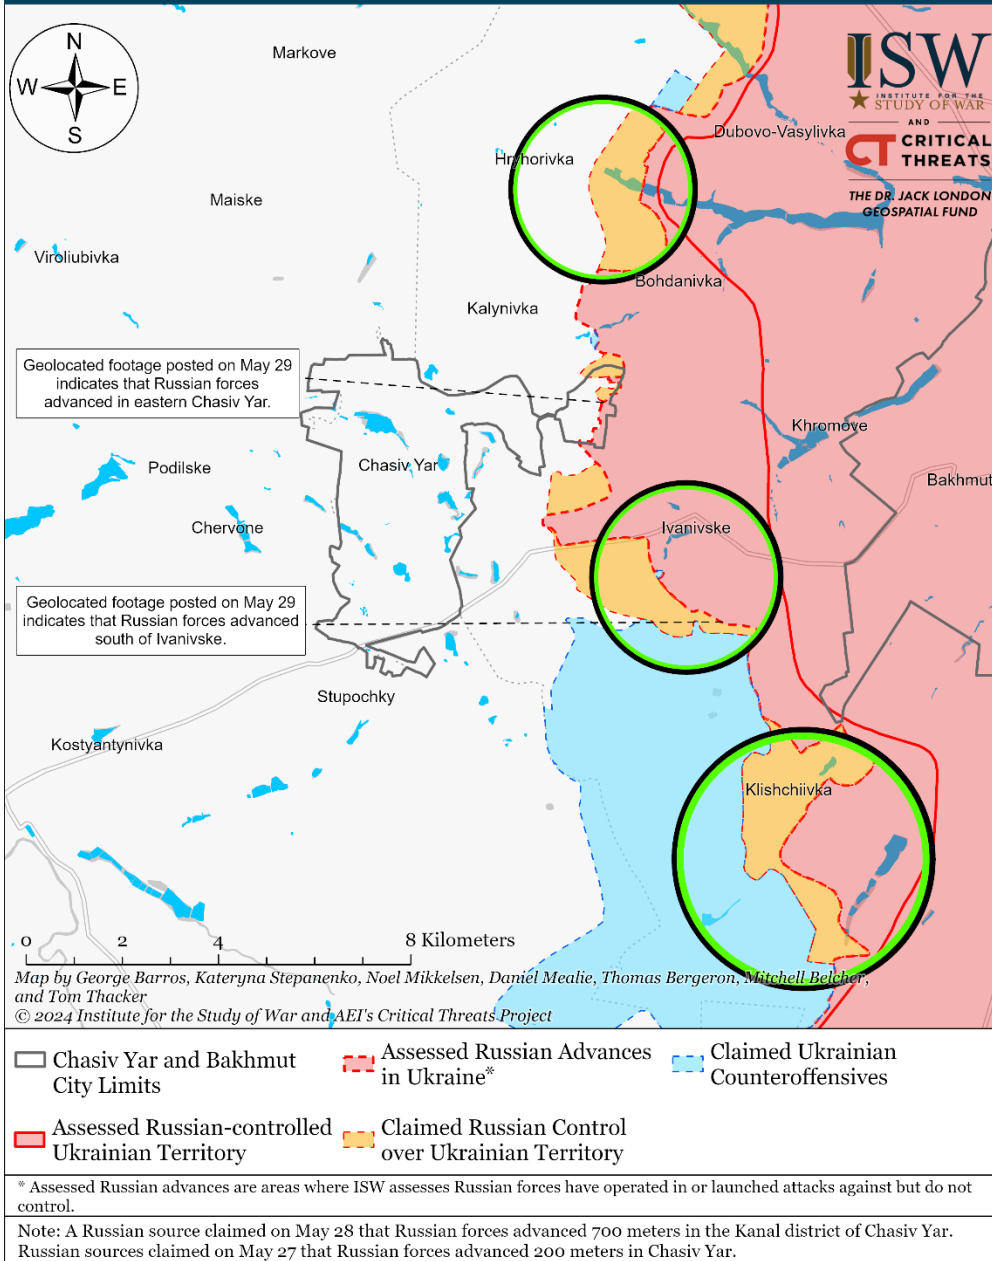 N
W E
S
Markove
ISW
INSTITUTE FOR THE
STUDY OF WAR
AND
CT CRITICAL
THREATS
THE DR. JACK LONDON
GEOSPATIAL FUND
Dubovo-Vasylivka
Hryhorivka
Maiske
Viroliubivka
Bohdanivka
Kalynivka
Geolocated footage posted on May 29
indicates that Russian forces
advanced in eastern Chasiv Yar.
Khromove
Podilske
Chasiv Yar
Bakhmut
Chervone
Ivanivske
Geolocated footage posted on May 29
indicates that Russian forces advanced
south of Ivanivske.
Stupochky
Kostyantynivka
Klishchiivka
0 2 4 8 Kilometers
Map by George Barros, Kateryna Stepanenko, Noel Mikkelsen, Daniel Mealie, Thomas Bergeron, Mitchell Belcher,
and Tom Thacker
© 2024 Institute for the Study of War and AEI's Critical Threats Project
Chasiv Yar and Bakhmut
City Limits
Assessed Russian Advances
in Ukraine*
Claimed Ukrainian
Counteroffensives
Assessed Russian-controlled
Ukrainian Territory
Claimed Russian Control
over Ukrainian Territory
* Assessed Russian advances are areas where ISW assesses Russian forces have operated in or launched attacks against but do not
control.
Note: A Russian source claimed on May 28 that Russian forces advanced 700 meters in the Kanal district of Chasiv Yar.
Russian sources claimed on May 27 that Russian forces advanced 200 meters in Chasiv Yar.